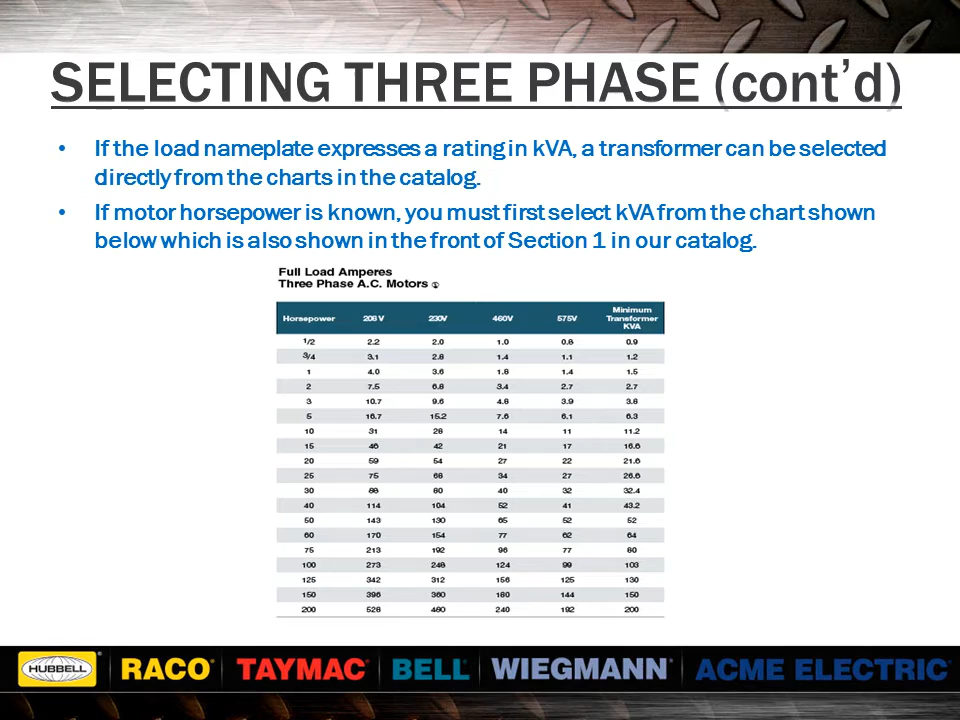 SELECTING THREE PHASE (cont’d)
• If the load nameplate expresses a rating in kVA, a transformer can be selected
directly from the charts in the catalog.
• If motor horsepower is known, you must first select kVA from the chart shown
below which is also shown in the front of Section 1 in our catalog.
Full Load Amperes
Three Phase A.C. Motors ①
Horsepower 208 V 230V 460V 575V Minimum Transformer KVA
1/2 2.2 2.0 1.0 0.8 0.9
3/4 3.1 2.8 1.4 1.1 1.2
1 4.0 3.6 1.8 1.4 1.5
2 7.5 6.8 3.4 2.7 2.7
3 10.7 9.6 4.8 3.9 3.8
5 16.7 15.2 7.6 6.1 6.3
10 31 28 14 11 11.2
15 46 42 21 17 16.6
20 59 54 27 22 21.6
25 75 68 34 27 26.6
30 88 80 40 32 32.4
40 114 104 52 41 43.2
50 143 130 65 52 52
60 170 154 77 62 64
75 213 192 96 77 80
100 273 248 124 99 103
125 342 312 156 125 130
150 396 360 180 144 150
200 528 480 240 192 200
HUBBELL® RACO® TAYMAC® BELL® WIEGMANN® ACME ELECTRIC®